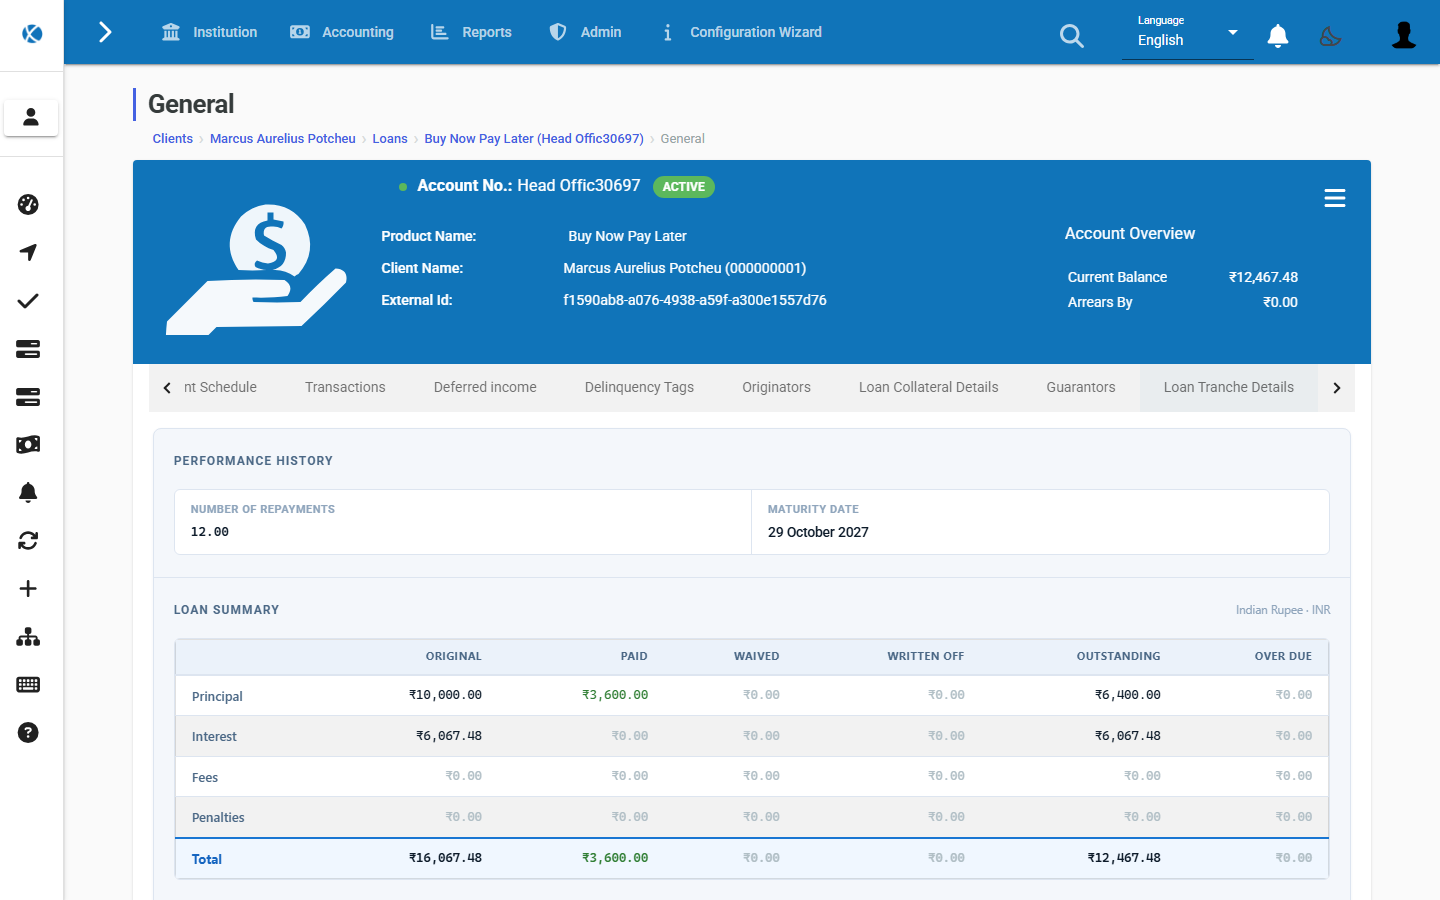 Institution
Accounting
Reports
Admin
Configuration Wizard
Language
English
General
Clients › Marcus Aurelius Potcheu › Loans › Buy Now Pay Later (Head Offic30697) › General
Account No.: Head Offic30697 ACTIVE
Product Name: Buy Now Pay Later
Client Name: Marcus Aurelius Potcheu (000000001)
External Id: f1590ab8-a076-4938-a59f-a300e1557d76
Account Overview
Current Balance ₹12,467.48
Arrears By ₹0.00
nt Schedule Transactions Deferred income Delinquency Tags Originators Loan Collateral Details Guarantors Loan Tranche Details
PERFORMANCE HISTORY
NUMBER OF REPAYMENTS
12.00
MATURITY DATE
29 October 2027
LOAN SUMMARY
Indian Rupee · INR
ORIGINAL PAID WAIVED WRITTEN OFF OUTSTANDING OVER DUE
Principal ₹10,000.00 ₹3,600.00 ₹0.00 ₹0.00 ₹6,400.00 ₹0.00
Interest ₹6,067.48 ₹0.00 ₹0.00 ₹0.00 ₹6,067.48 ₹0.00
Fees ₹0.00 ₹0.00 ₹0.00 ₹0.00 ₹0.00 ₹0.00
Penalties ₹0.00 ₹0.00 ₹0.00 ₹0.00 ₹0.00 ₹0.00
Total ₹16,067.48 ₹3,600.00 ₹0.00 ₹0.00 ₹12,467.48 ₹0.00